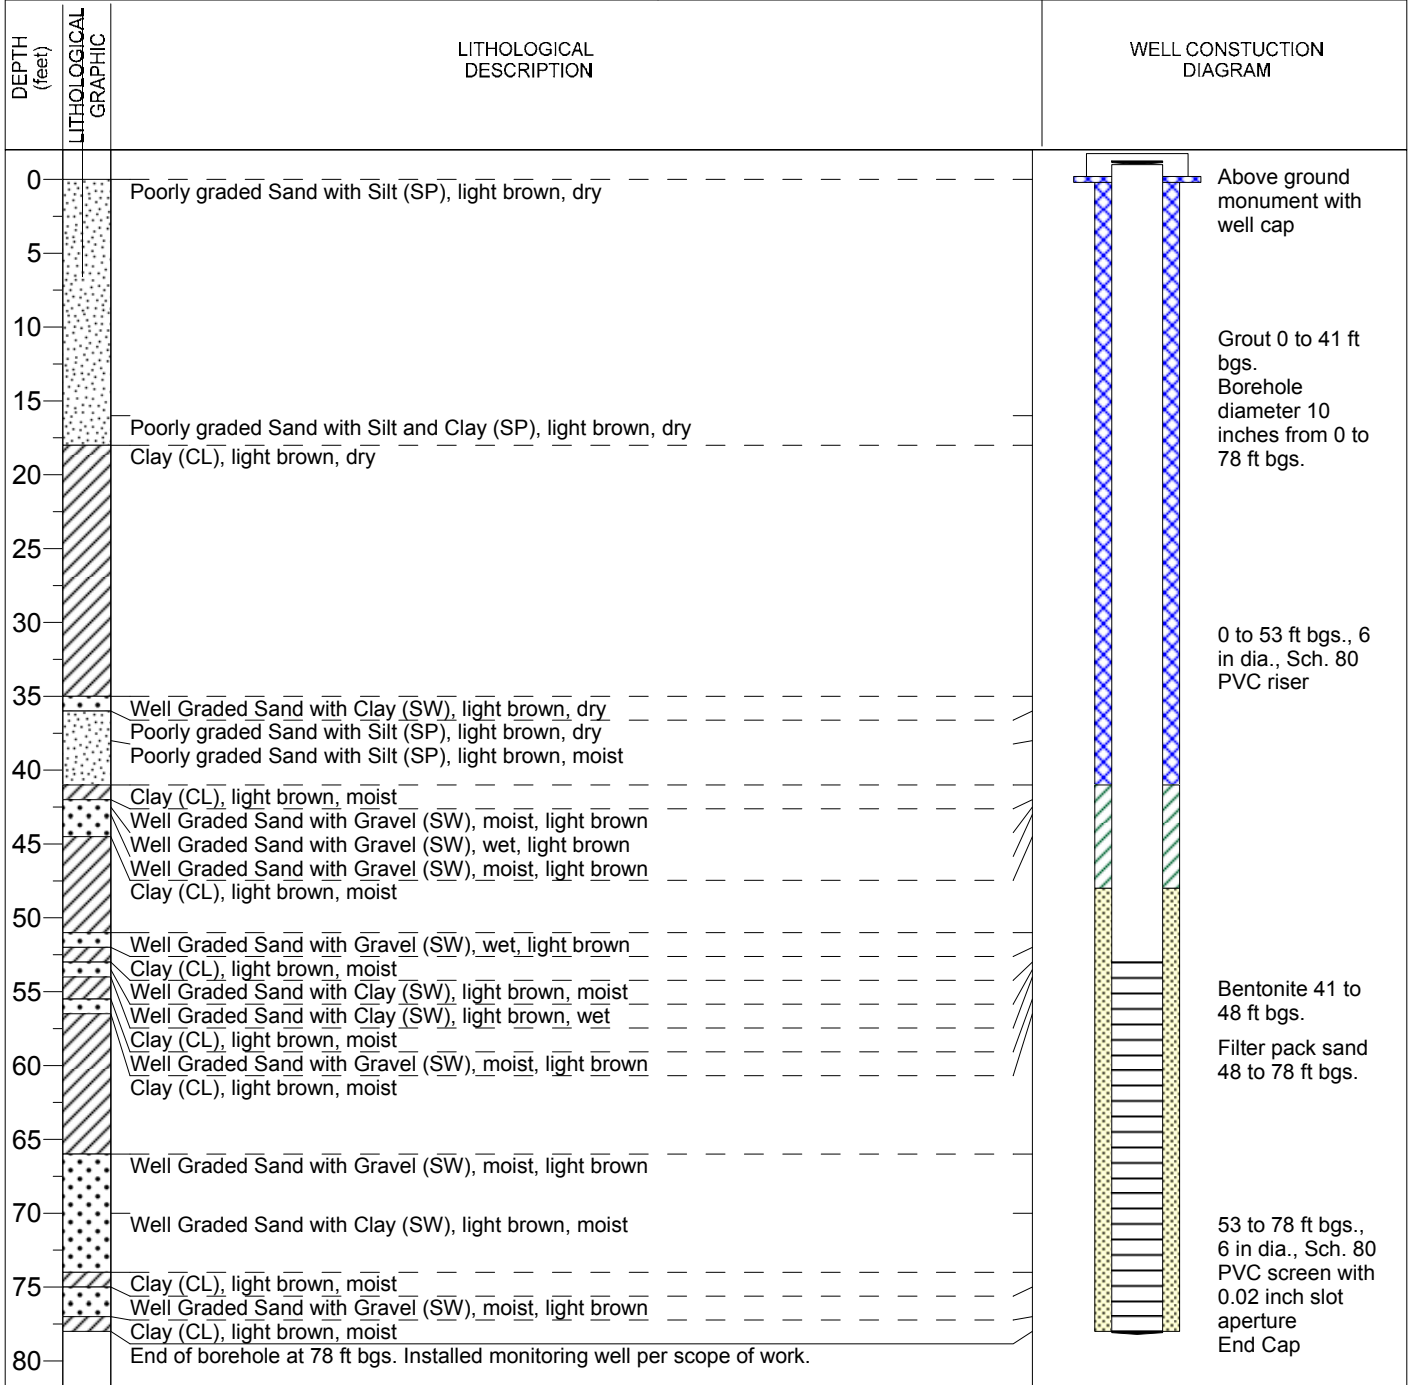 DEPTH
(feet)
LITHOLOGICAL
GRAPHIC
LITHOLOGICAL
DESCRIPTION
WELL CONSTUCTION
DIAGRAM
0
5
10
15
20
25
30
35
40
45
50
55
60
65
70
75
80
Poorly graded Sand with Silt (SP), light brown, dry
Poorly graded Sand with Silt and Clay (SP), light brown, dry
Clay (CL), light brown, dry
Well Graded Sand with Clay (SW), light brown, dry
Poorly graded Sand with Silt (SP), light brown, dry
Poorly graded Sand with Silt (SP), light brown, moist
Clay (CL), light brown, moist
Well Graded Sand with Gravel (SW), moist, light brown
Well Graded Sand with Gravel (SW), wet, light brown
Well Graded Sand with Gravel (SW), moist, light brown
Clay (CL), light brown, moist
Well Graded Sand with Gravel (SW), wet, light brown
Clay (CL), light brown, moist
Well Graded Sand with Clay (SW), light brown, moist
Well Graded Sand with Clay (SW), light brown, wet
Clay (CL), light brown, moist
Well Graded Sand with Gravel (SW), moist, light brown
Clay (CL), light brown, moist
Well Graded Sand with Gravel (SW), moist, light brown
Well Graded Sand with Clay (SW), light brown, moist
Clay (CL), light brown, moist
Well Graded Sand with Gravel (SW), moist, light brown
Clay (CL), light brown, moist
End of borehole at 78 ft bgs. Installed monitoring well per scope of work.
Above ground
monument with
well cap
Grout 0 to 41 ft
bgs.
Borehole
diameter 10
inches from 0 to
78 ft bgs.
0 to 53 ft bgs., 6
in dia., Sch. 80
PVC riser
Bentonite 41 to
48 ft bgs.
Filter pack sand
48 to 78 ft bgs.
53 to 78 ft bgs.,
6 in dia., Sch. 80
PVC screen with
0.02 inch slot
aperture
End Cap